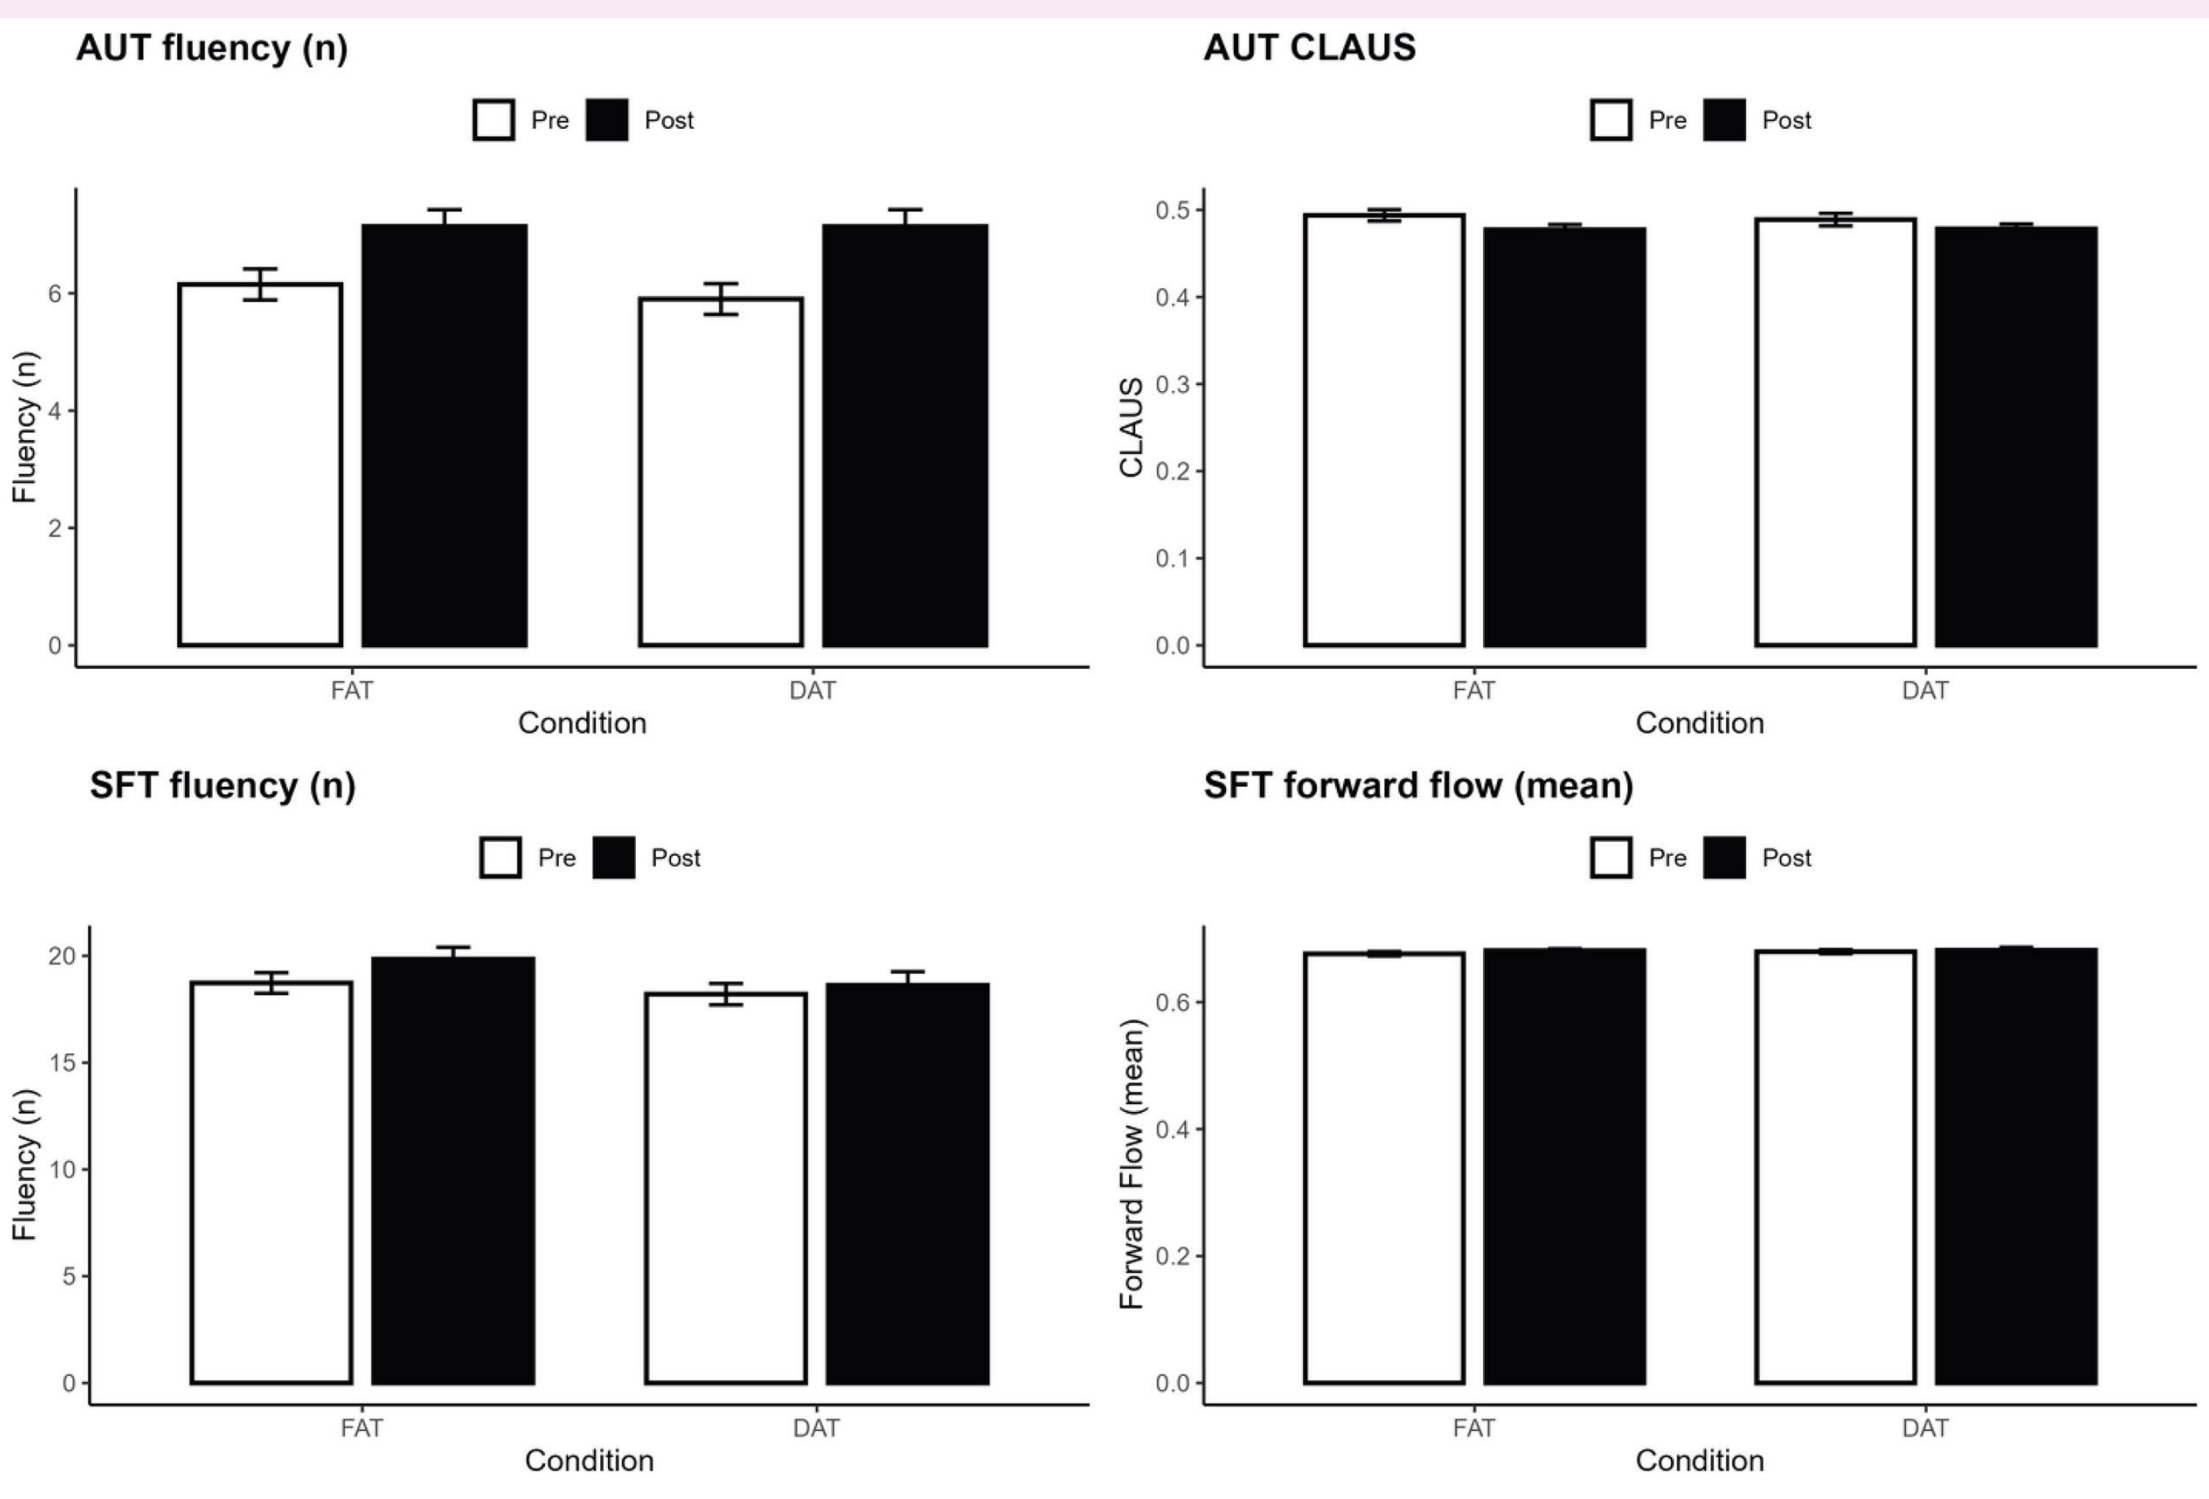 AUT fluency (n)
Pre Post
Fluency (n)
6
4
2
0
FAT DAT
Condition
AUT CLAUS
Pre Post
CLAUS
0.5
0.4
0.3
0.2
0.1
0.0
FAT DAT
Condition
SFT fluency (n)
Pre Post
Fluency (n)
20
15
10
5
0
FAT DAT
Condition
SFT forward flow (mean)
Pre Post
Forward Flow (mean)
0.6
0.4
0.2
0.0
FAT DAT
Condition